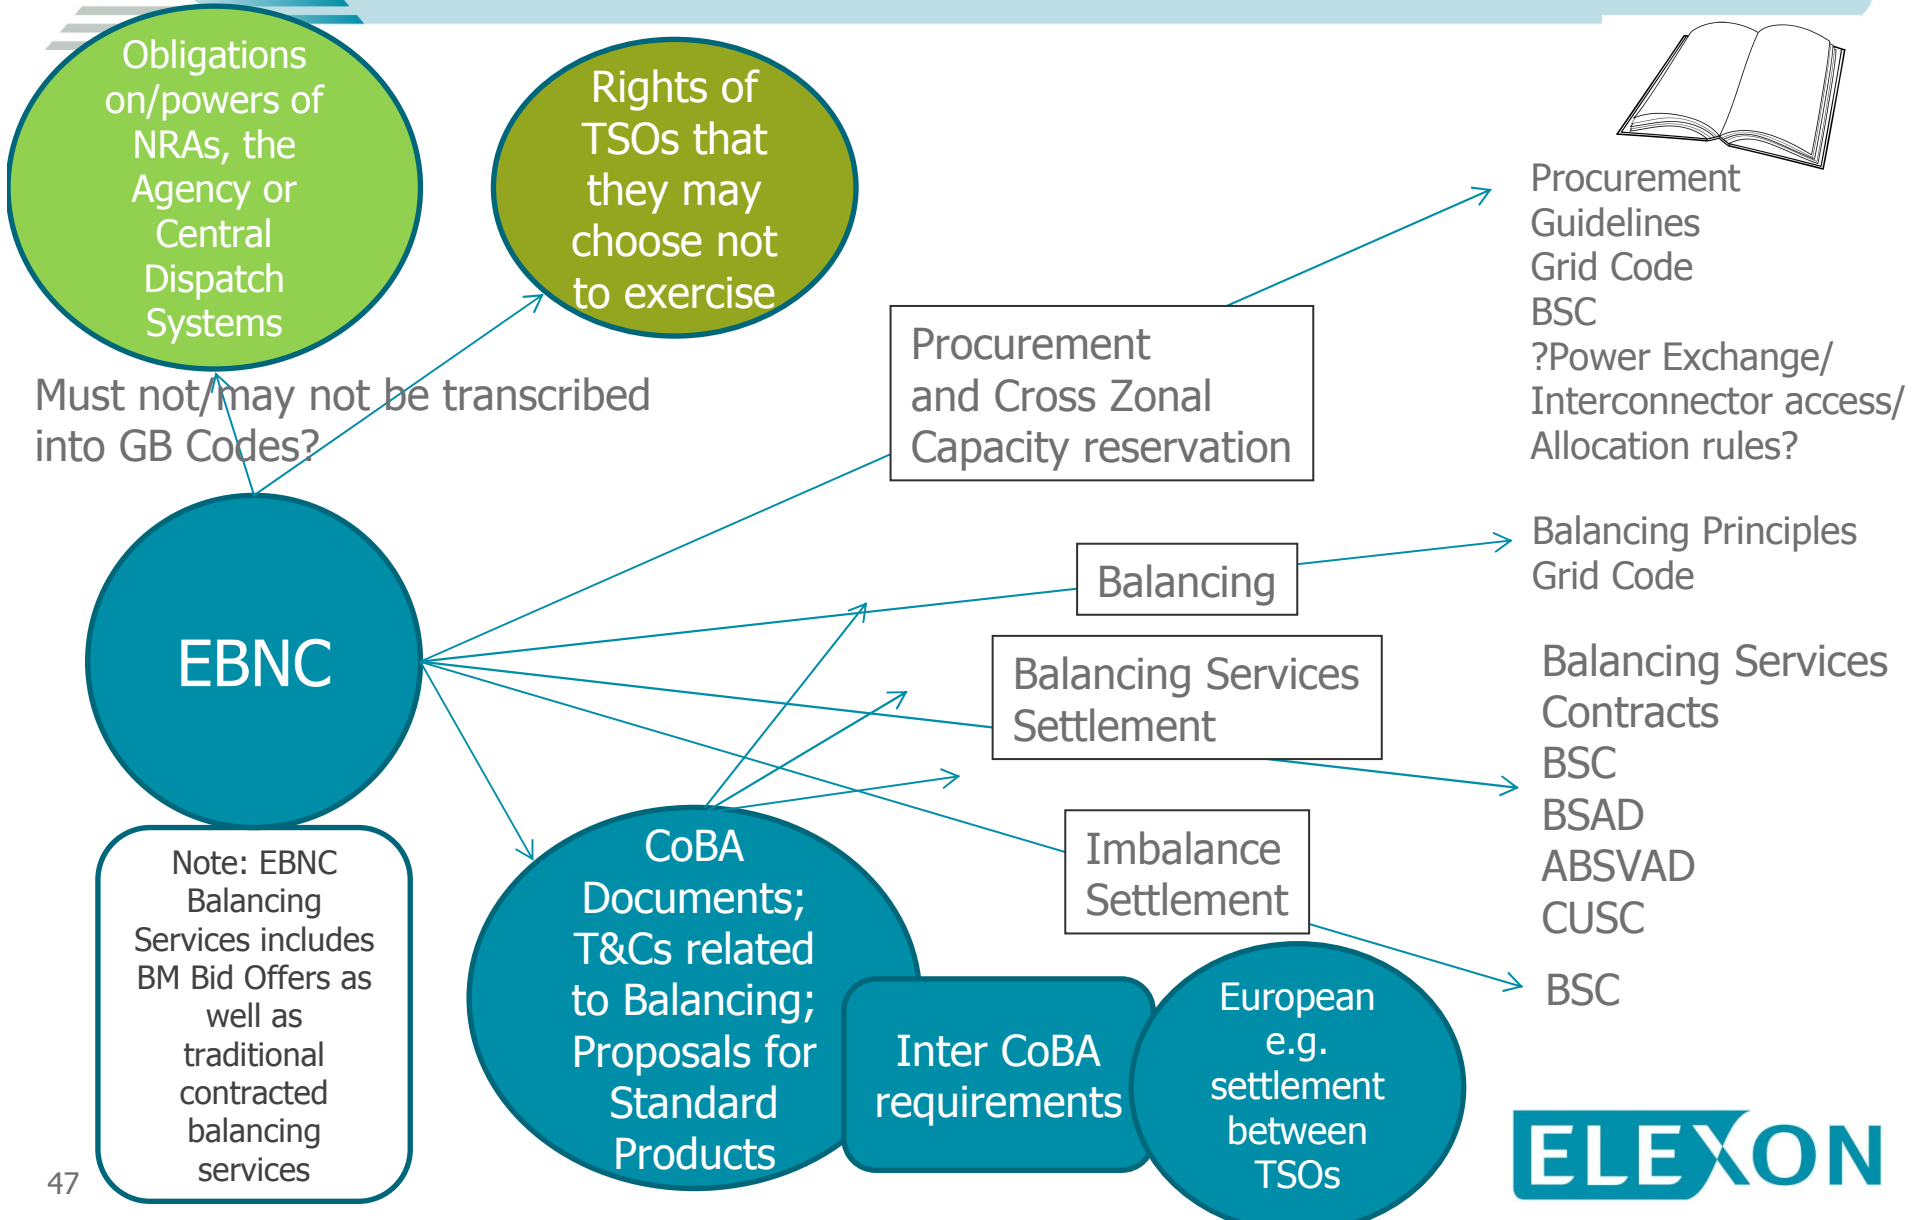 Obligations
on/powers of
NRAs, the
Agency or
Central
Dispatch
Systems
Rights of
TSOs that
they may
choose not
to exercise
Must not/may not be transcribed
into GB Codes?
EBNC
Note: EBNC
Balancing
Services includes
BM Bid Offers as
well as
traditional
contracted
balancing
services
CoBA
Documents;
T&Cs related
to Balancing;
Proposals for
Standard
Products
Inter CoBA
requirements
European
e.g.
settlement
between
TSOs
Procurement
and Cross Zonal
Capacity reservation
Balancing
Balancing Services
Settlement
Imbalance
Settlement
Procurement
Guidelines
Grid Code
BSC
?Power Exchange/
Interconnector access/
Allocation rules?
Balancing Principles
Grid Code
Balancing Services
Contracts
BSC
BSAD
ABSVAD
CUSC
BSC
47
ELEXON